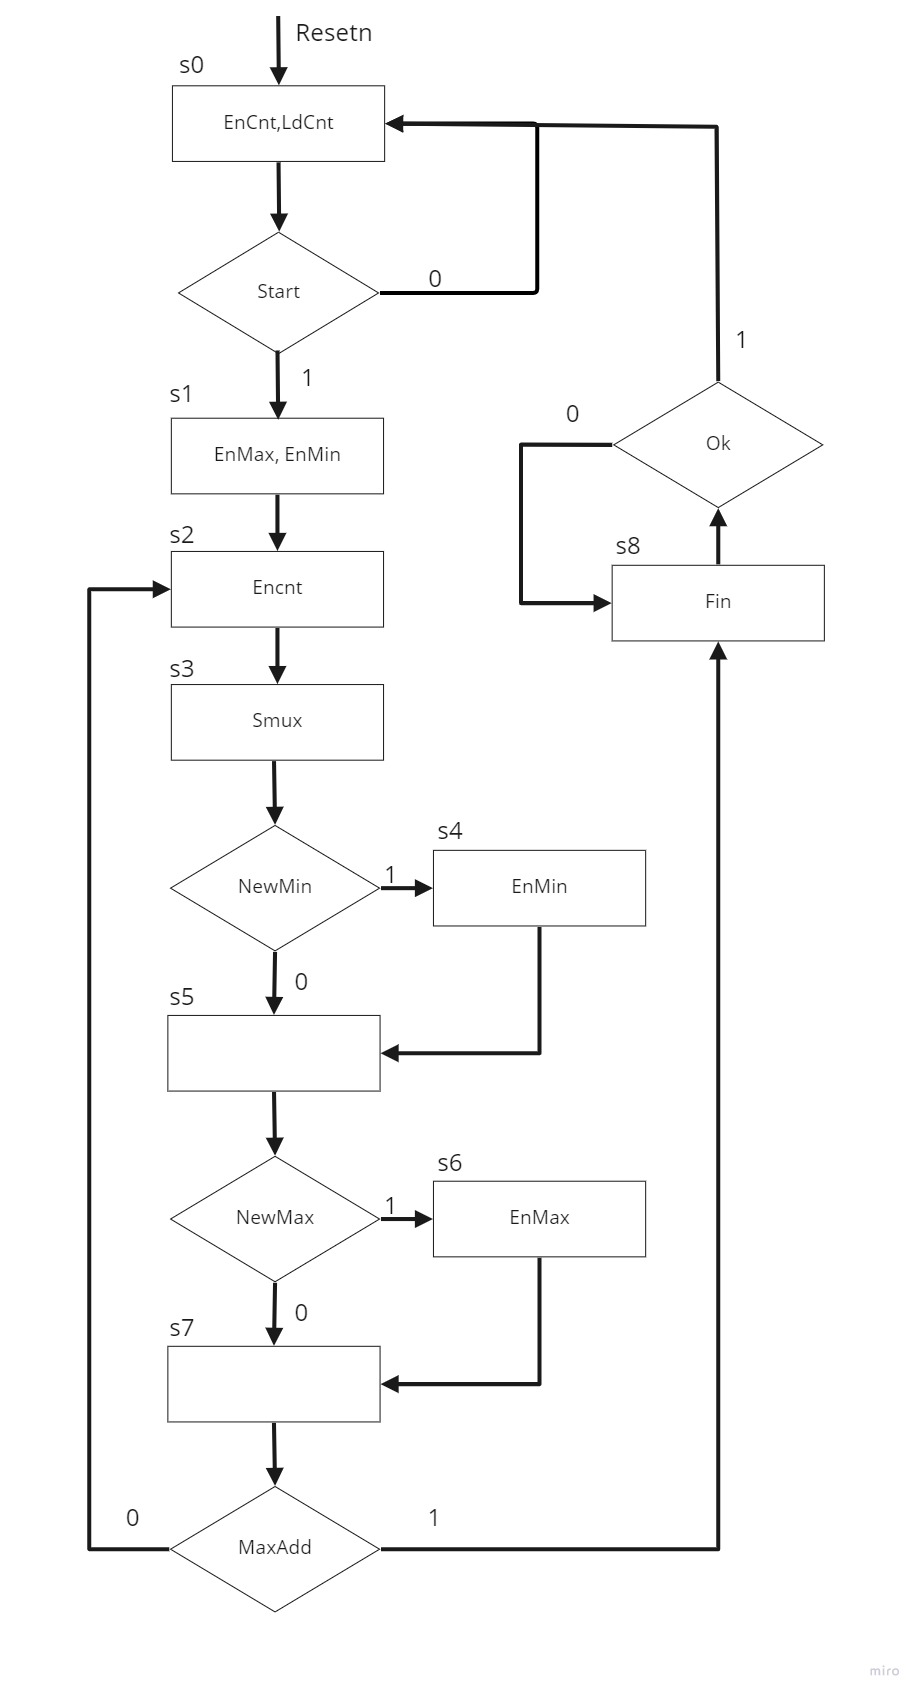 Resetn
s0
EnCnt,LdCnt
Start
0
1
s1
EnMax, EnMin
s2
Encnt
s3
Smux
NewMin
1
s4
EnMin
0
s5
NewMax
1
s6
EnMax
0
s7
MaxAdd
0
1
s8
Fin
Ok
0
1
miro